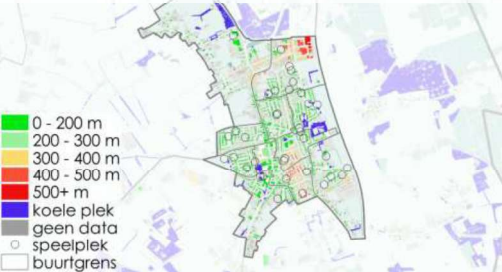 0 - 200 m
200 - 300 m
300 - 400 m
400 - 500 m
500+ m
koele plek
geen data
speelplek
buurtgrens